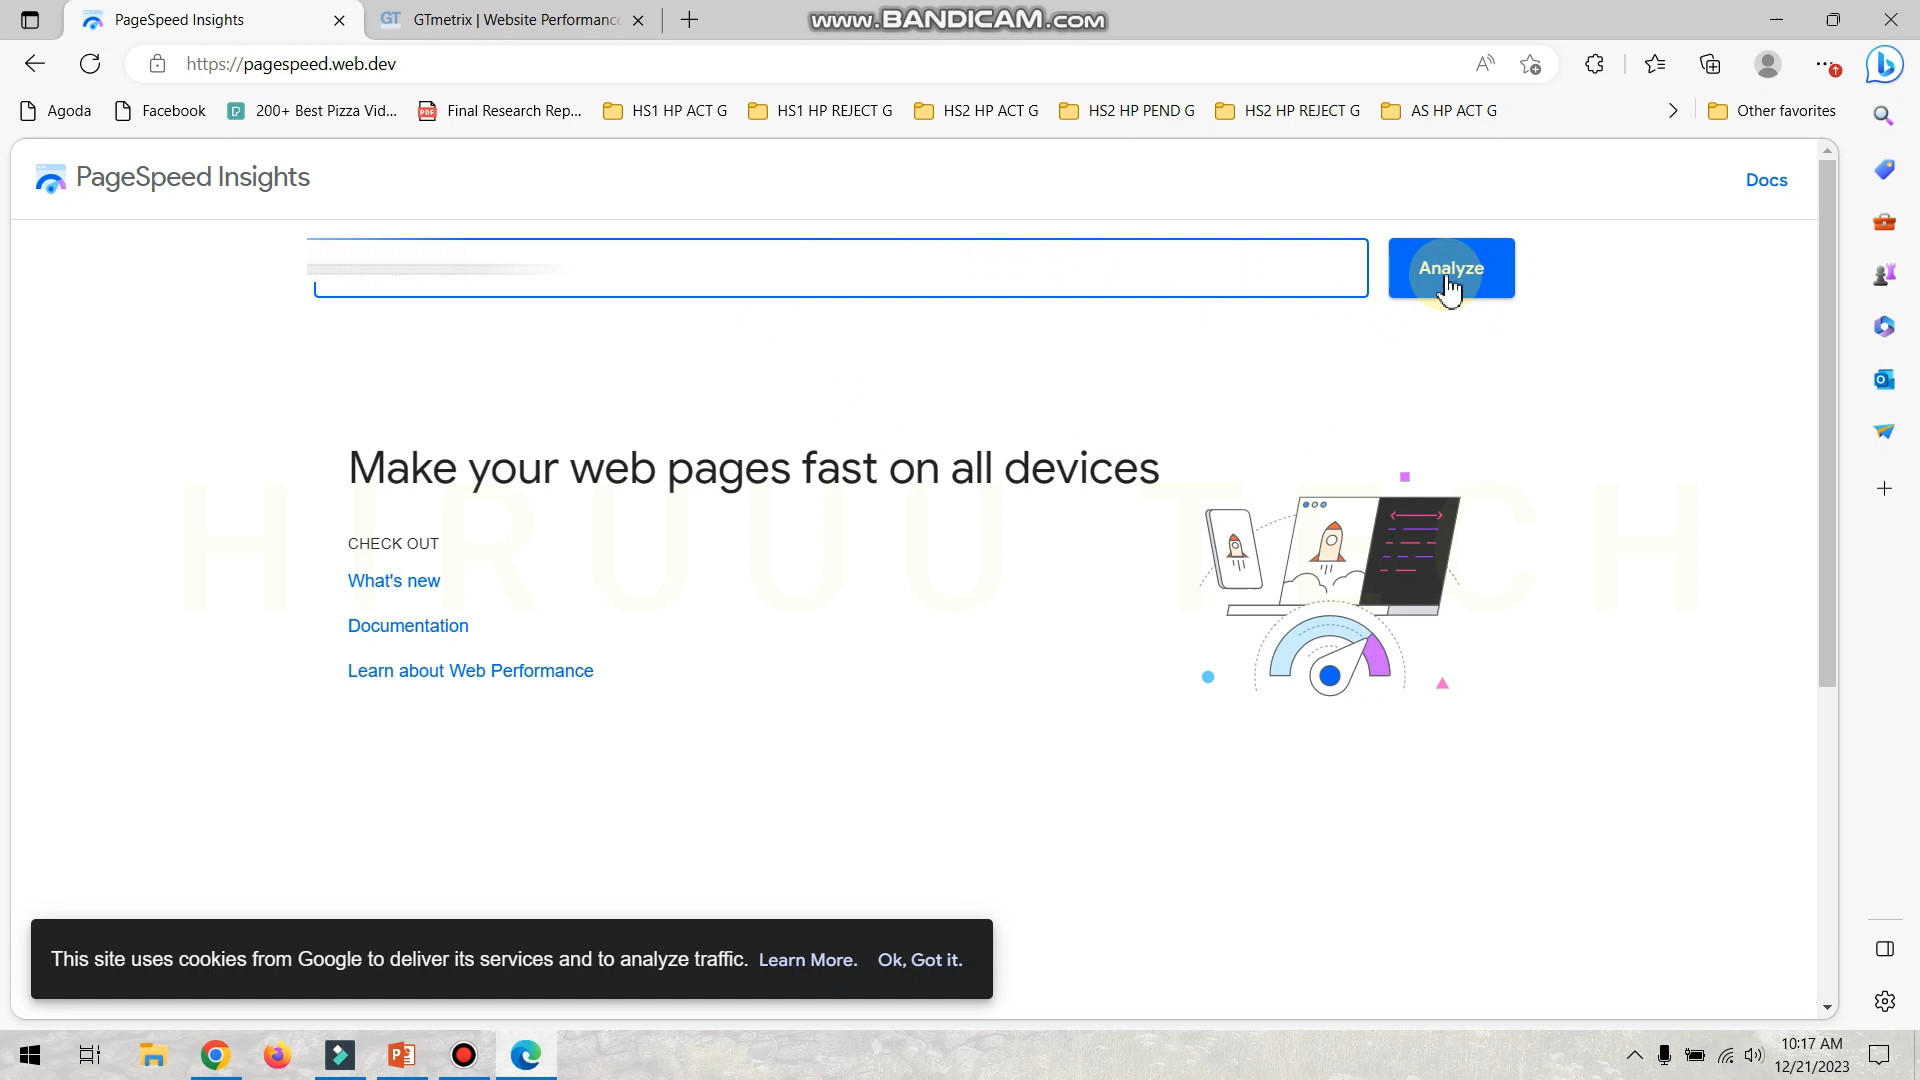 PageSpeed Insights
GT GTmetrix | Website Performanc
www.BANDICAM.com
https://pagespeed.web.dev
Agoda
Facebook
200+ Best Pizza Vid...
Final Research Rep...
HS1 HP ACT G
HS1 HP REJECT G
HS2 HP ACT G
HS2 HP PEND G
HS2 HP REJECT G
AS HP ACT G
Other favorites
PageSpeed Insights
Docs
Analyze
Make your web pages fast on all devices
HIRUUU TECH
CHECK OUT
What's new
Documentation
Learn about Web Performance
This site uses cookies from Google to deliver its services and to analyze traffic. Learn More. Ok, Got it.
10:17 AM
12/21/2023